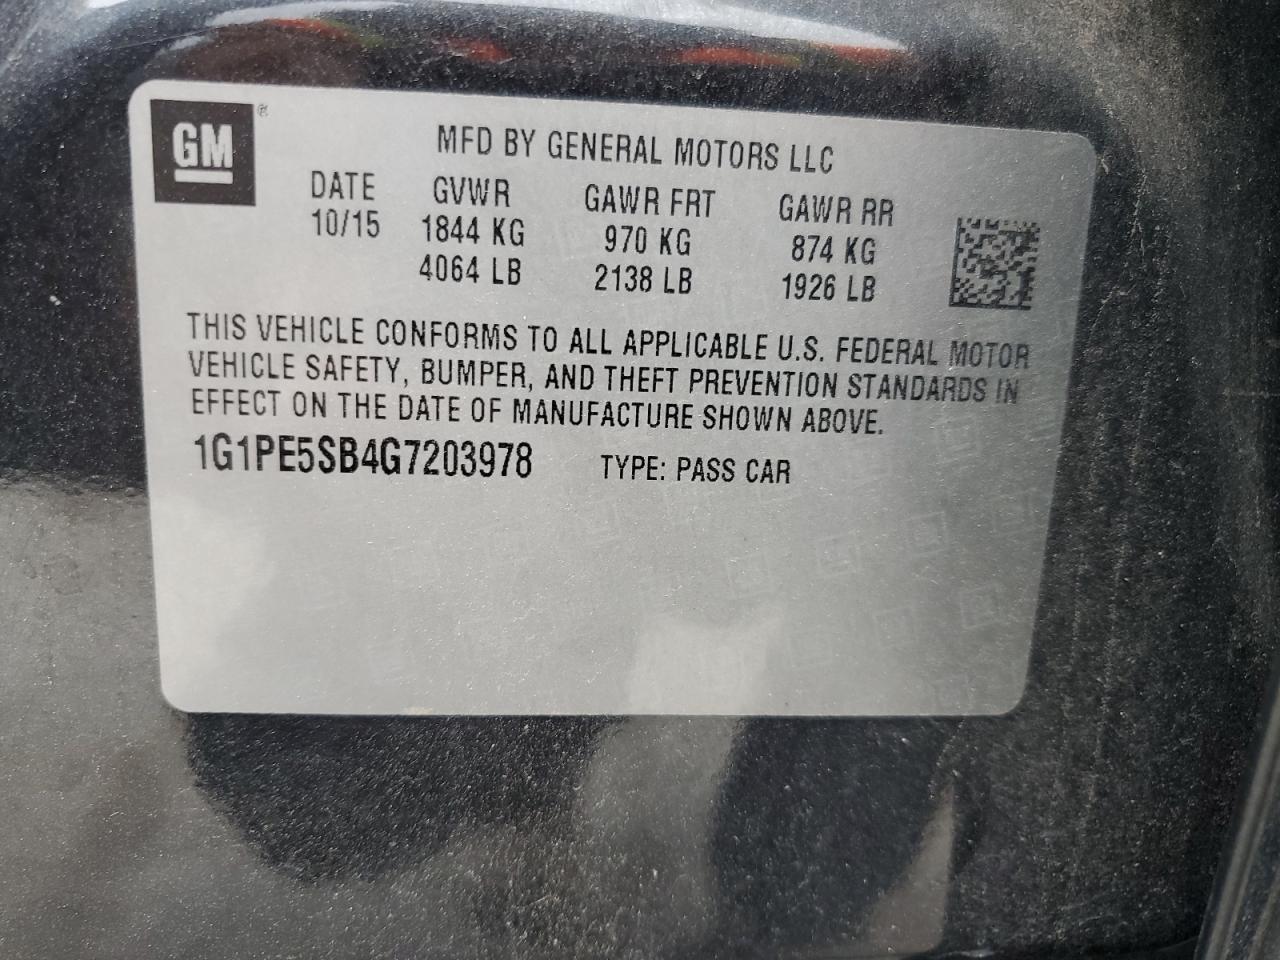 GM ®
MFD BY GENERAL MOTORS LLC
DATE GVWR GAWR FRT GAWR RR
10/15 1844 KG 970 KG 874 KG
4064 LB 2138 LB 1926 LB
THIS VEHICLE CONFORMS TO ALL APPLICABLE U.S. FEDERAL MOTOR
VEHICLE SAFETY, BUMPER, AND THEFT PREVENTION STANDARDS IN
EFFECT ON THE DATE OF MANUFACTURE SHOWN ABOVE.
1G1PE5SB4G7203978 TYPE: PASS CAR